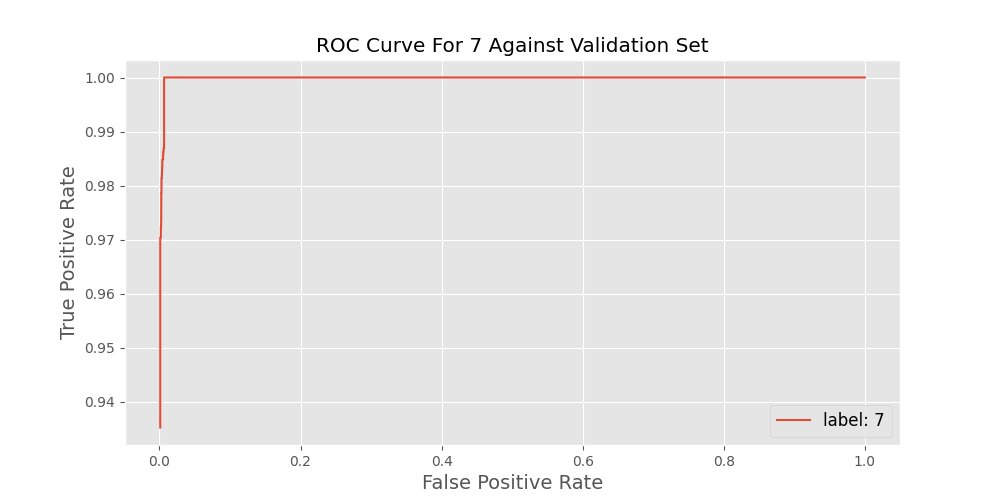 ROC Curve For 7 Against Validation Set
1.00
0.99
0.98
0.97
0.96
0.95
0.94
True Positive Rate
label: 7
0.0 0.2 0.4 0.6 0.8 1.0
False Positive Rate